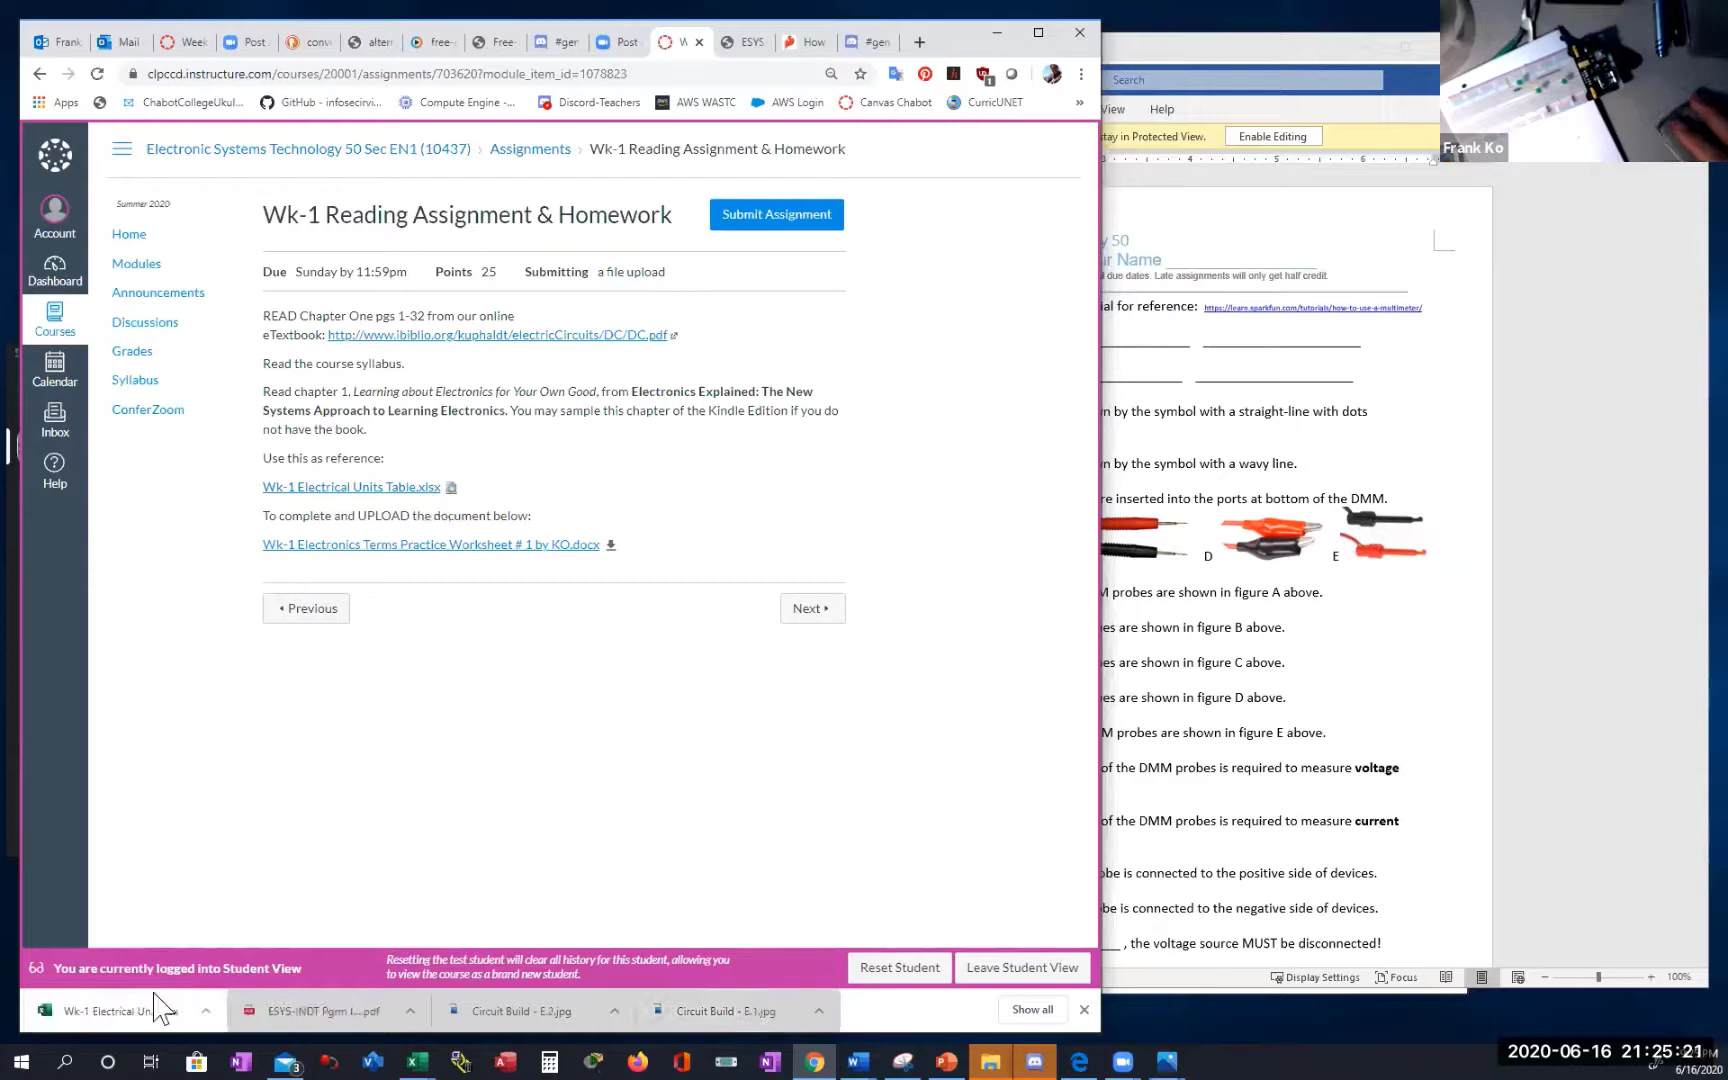 Frank
Mail
Week
Post
conv
altern
free-
Free-
#gen
Post
W
ESYS
How
#gen
clpccd.instructure.com/courses/20001/assignments/703620?module_item_id=1078823
Apps
ChabotCollegeUkul...
GitHub - infosecirvi...
Compute Engine -...
Discord-Teachers
AWS WASTC
AWS Login
Canvas Chabot
CurricUNET
»
Electronic Systems Technology 50 Sec EN1 (10437) › Assignments › Wk-1 Reading Assignment & Homework
Account
Dashboard
Courses
Calendar
Inbox
Help
Summer 2020
Home
Modules
Announcements
Discussions
Grades
Syllabus
ConferZoom
Wk-1 Reading Assignment & Homework
Submit Assignment
Due Sunday by 11:59pm Points 25 Submitting a file upload
READ Chapter One pgs 1-32 from our online
eTextbook: http://www.ibiblio.org/kuphaldt/electricCircuits/DC/DC.pdf
Read the course syllabus.
Read chapter 1, Learning about Electronics for Your Own Good, from Electronics Explained: The New
Systems Approach to Learning Electronics. You may sample this chapter of the Kindle Edition if you do
not have the book.
Use this as reference:
Wk-1 Electrical Units Table.xlsx
To complete and UPLOAD the document below:
Wk-1 Electronics Terms Practice Worksheet # 1 by KO.docx
Previous
Next
You are currently logged into Student View
Resetting the test student will clear all history for this student, allowing you
to view the course as a brand new student.
Reset Student
Leave Student View
Wk-1 Electrical Un
ESYS-INDT Pgrm I....pdf
Circuit Build - E.2.jpg
Circuit Build - E.1.jpg
Show all
Search
View
Help
stay in Protected View.
Enable Editing
3 4 5 6
Frank Ko
y 50
ur Name
due dates. Late assignments will only get half credit.
ial for reference: https://learn.sparkfun.com/tutorials/how-to-use-a-multimeter/
n by the symbol with a straight-line with dots
n by the symbol with a wavy line.
re inserted into the ports at bottom of the DMM.
D
E
M probes are shown in figure A above.
es are shown in figure B above.
es are shown in figure C above.
es are shown in figure D above.
M probes are shown in figure E above.
of the DMM probes is required to measure voltage
of the DMM probes is required to measure current
obe is connected to the positive side of devices.
obe is connected to the negative side of devices.
, the voltage source MUST be disconnected!
Display Settings
Focus
100%
3
2020-06-16 21:25:21
6/16/2020